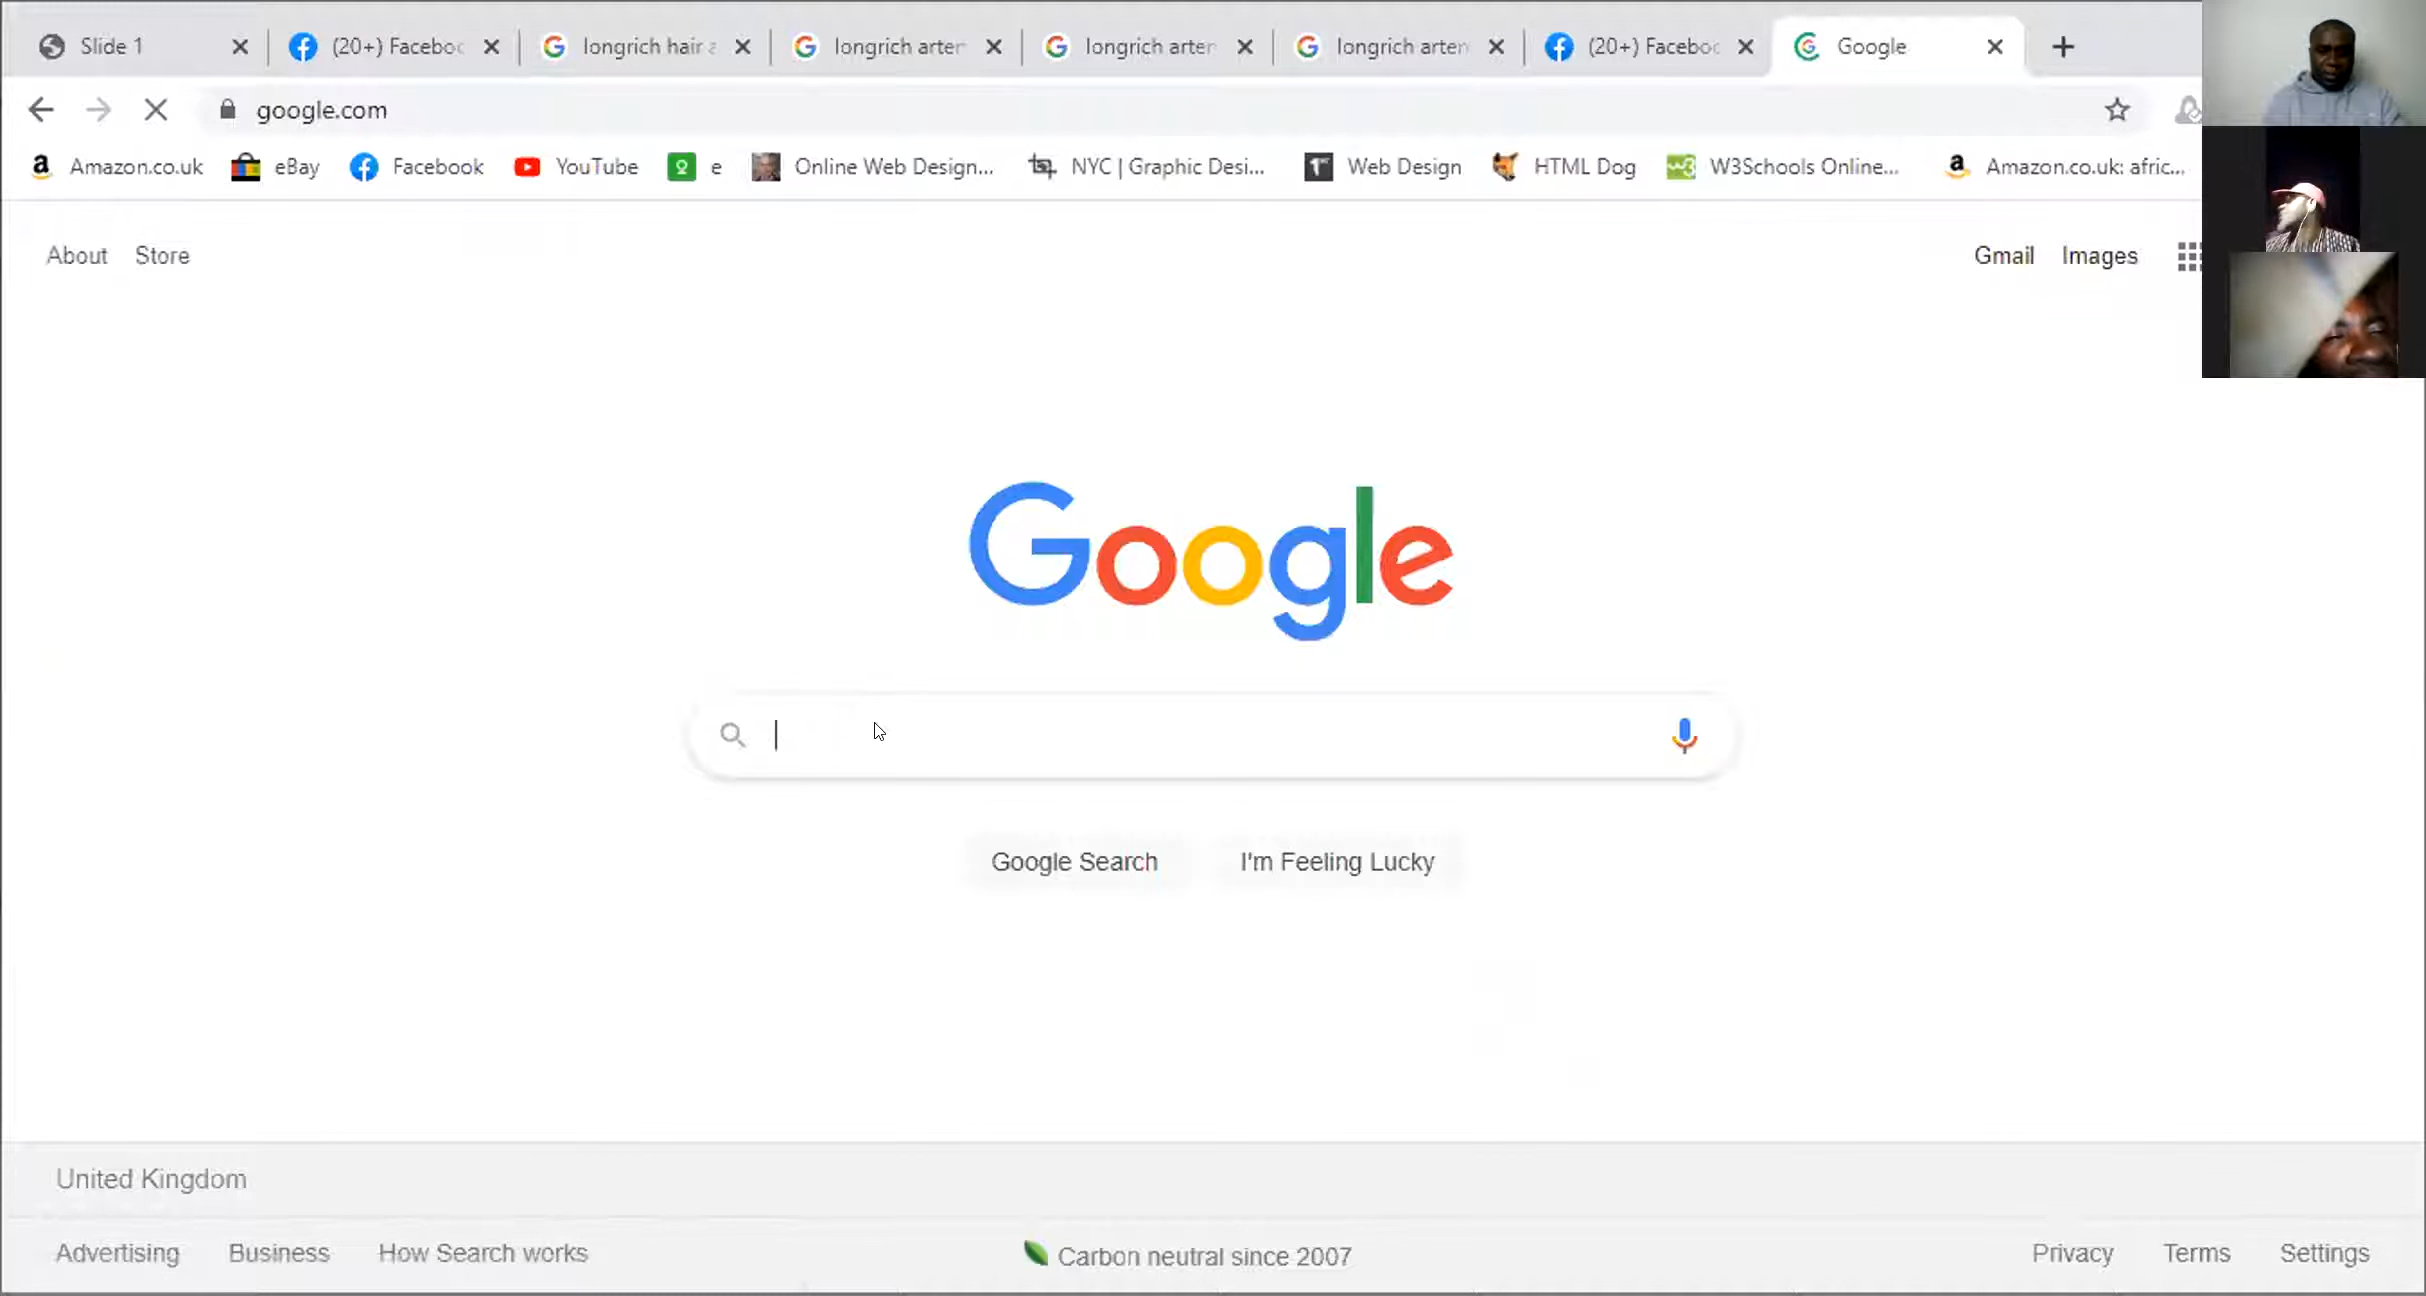 Slide 1 (20+) Faceboc longrich hair a longrich arten longrich arten longrich arten (20+) Faceboc Google
google.com
Amazon.co.uk eBay Facebook YouTube e Online Web Design... NYC | Graphic Desi... Web Design HTML Dog W3Schools Online... Amazon.co.uk: afric...
About Store Gmail Images
Google
Google Search I'm Feeling Lucky
United Kingdom
Advertising Business How Search works Carbon neutral since 2007 Privacy Terms Settings